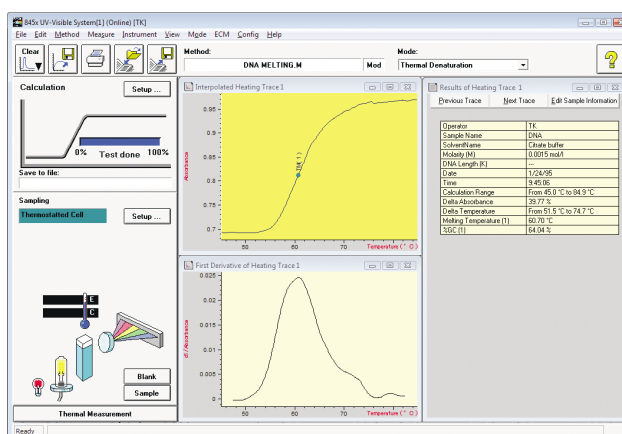 845x UV-Visible System[1] (Online) [TK]
File Edit Method Measure Instrument View Mode ECM Config Help
Clear
Method:
DNA MELTING.M
Mod
Mode:
Thermal Denaturation
Calculation
Setup ...
0% Test done 100%
Save to file:
Sampling
Thermostatted Cell
Setup ...
E
C
Blank
Sample
Thermal Measurement
Ready
Interpolated Heating Trace 1
Absorbance
0.95
0.9
0.85
0.8
0.75
0.7
TM( 1 )
50 60 70 Temperature (° C)
First Derivative of Heating Trace 1
0.025
0.02
0.015
0.01
0.005
0
50 60 70 Temperature (° C)
Results of Heating Trace 1
Previous Trace Next Trace Edit Sample Information
Operator TK
Sample Name DNA
SolventName Citrate buffer
Molarity (M) 0.0015 mol/l
DNA Length (K) ---
Date 1/24/95
Time 9:45:06
Calculation Range From 45.0 °C to 84.9 °C
Delta Absorbance 39.77 %
Delta Temperature From 51.5 °C to 74.7 °C
Melting Temperature (1) 60.70 °C
%GC (1) 64.04 %